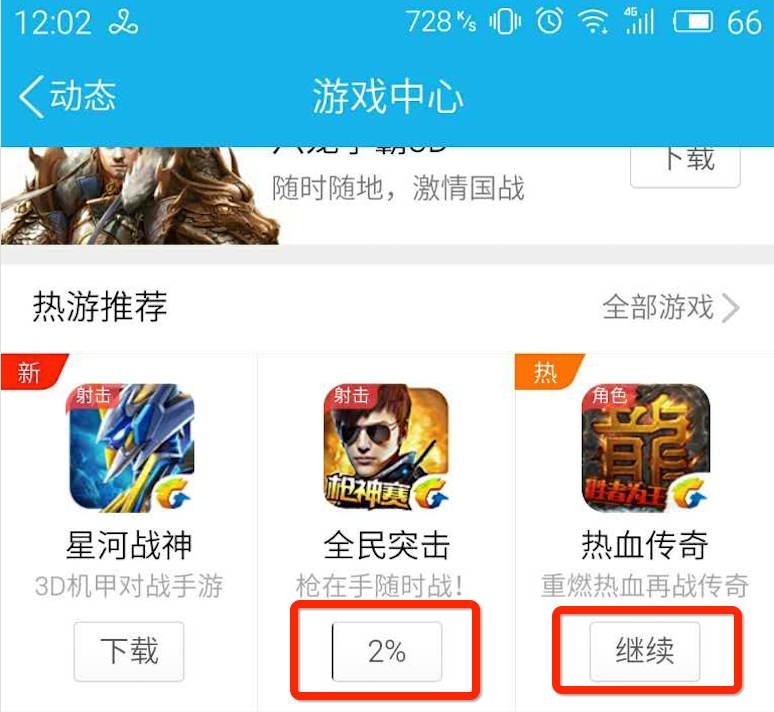 12:02 728 K/s 4G 66
动态 游戏中心
下载
随时随地，激情国战
热游推荐 全部游戏
新 热
射击 射击 角色
枪神赛 龍 胜者为王
星河战神 全民突击 热血传奇
3D机甲对战手游 枪在手随时战！ 重燃热血再战传奇
下载 2% 继续